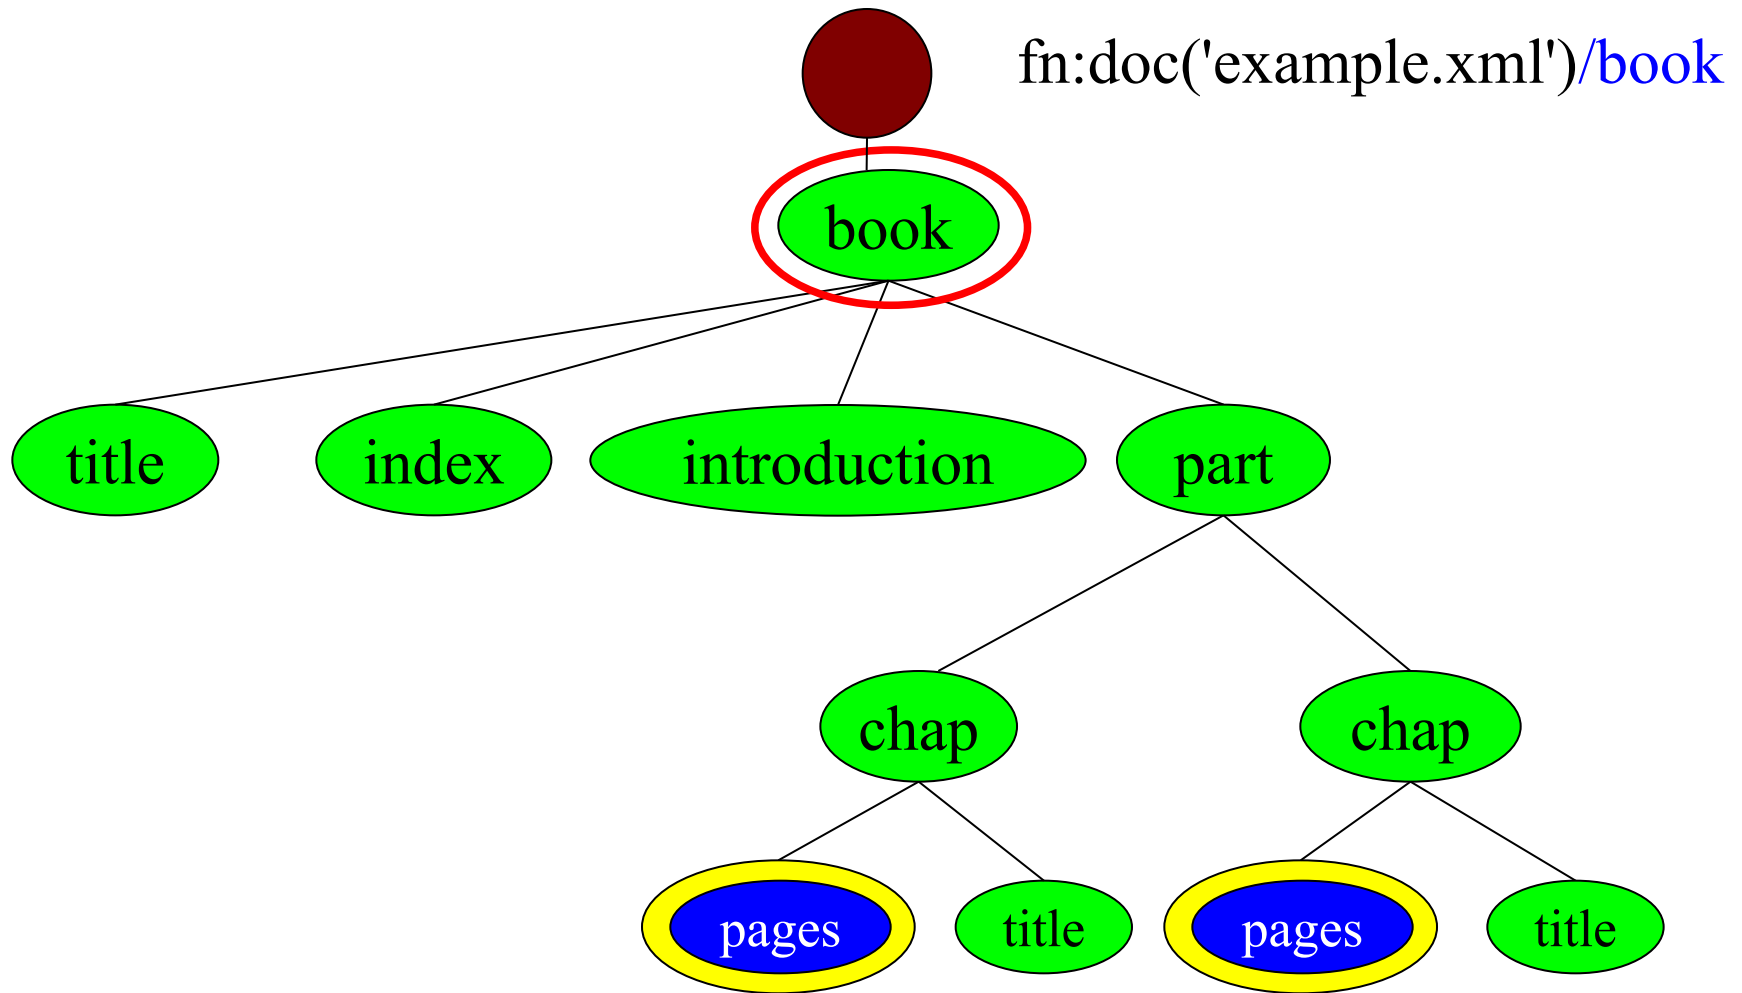 fn:doc('example.xml')/book
book
title
index
introduction
part
chap
chap
pages
title
pages
title